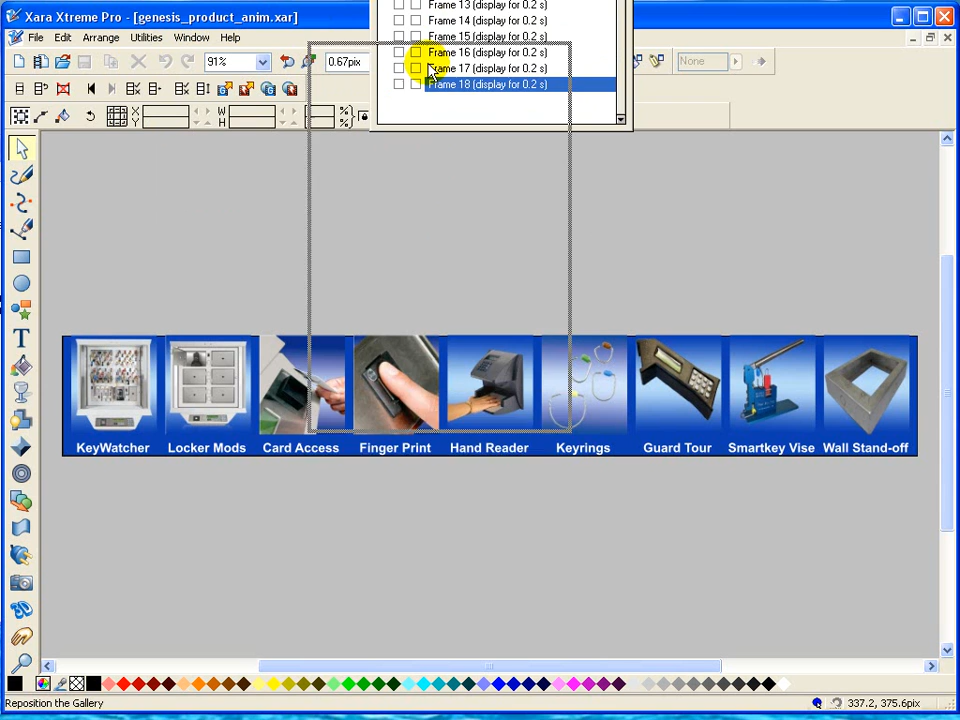 Xara Xtreme Pro - [genesis_product_anim.xar]
File Edit Arrange Utilities Window Help
Frame 13 (display for 0.2 s)
Frame 14 (display for 0.2 s)
Frame 15 (display for 0.2 s)
Frame 16 (display for 0.2 s)
Frame 17 (display for 0.2 s)
Frame 18 (display for 0.2 s)
91%
0.67pix
None
X
Y
W
H
%
%
KeyWatcher Locker Mods Card Access Finger Print Hand Reader Keyrings Guard Tour Smartkey Vise Wall Stand-off
Reposition the Gallery
337.2, 375.6pix